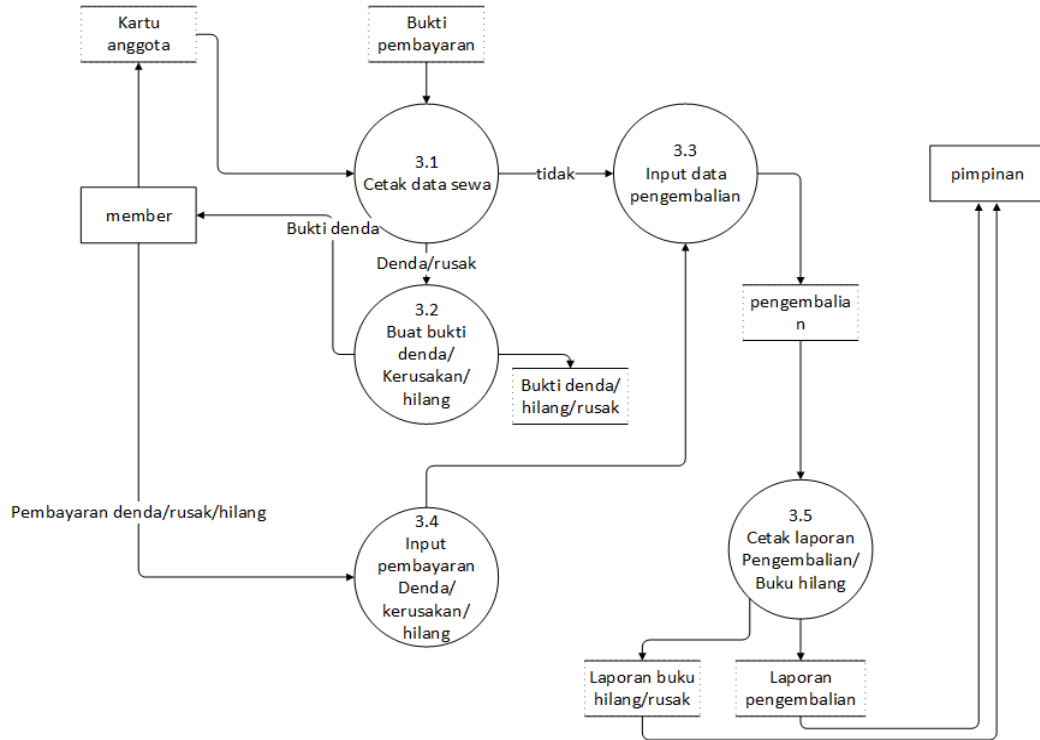 Kartu
anggota
Bukti
pembayaran
3.1
Cetak data sewa
tidak
3.3
Input data
pengembalian
pimpinan
member
Bukti denda
Denda/rusak
3.2
Buat bukti
denda/
Kerusakan/
hilang
Bukti denda/
hilang/rusak
pengembalia
n
Pembayaran denda/rusak/hilang
3.4
Input
pembayaran
Denda/
kerusakan/
hilang
3.5
Cetak laporan
Pengembalian/
Buku hilang
Laporan buku
hilang/rusak
Laporan
pengembalian